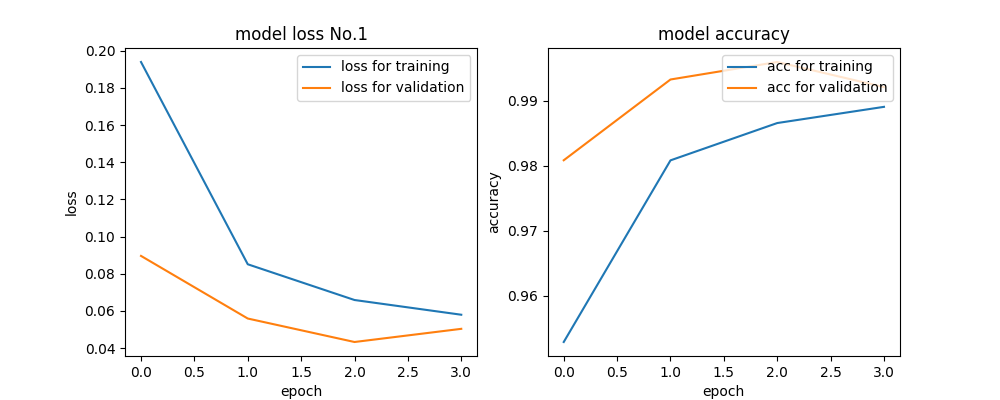 model loss No.1
loss for training
loss for validation
0.20
0.18
0.16
0.14
0.12
0.10
0.08
0.06
0.04
loss
0.0 0.5 1.0 1.5 2.0 2.5 3.0
epoch
model accuracy
acc for training
acc for validation
0.99
0.98
0.97
0.96
accuracy
0.0 0.5 1.0 1.5 2.0 2.5 3.0
epoch